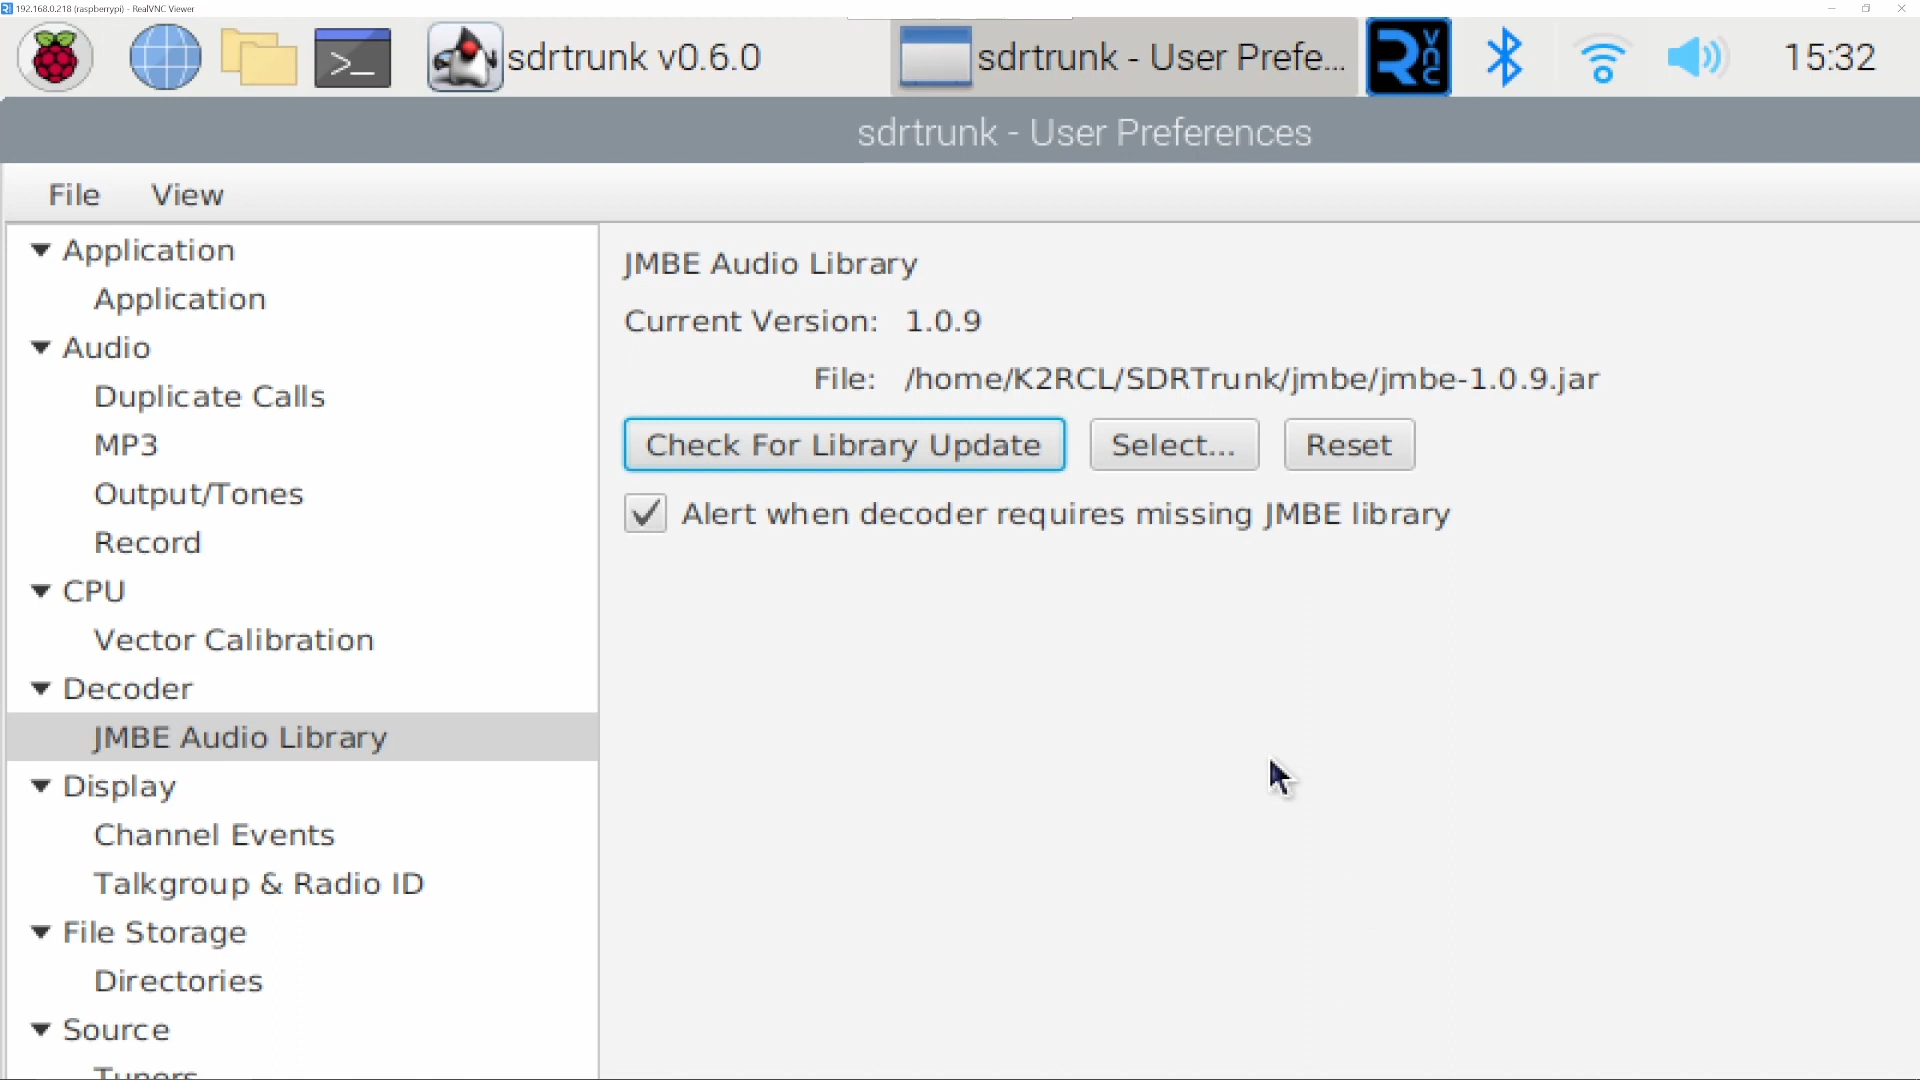 192.168.0.218 (raspberrypi) - RealVNC Viewer
sdrtrunk v0.6.0
sdrtrunk - User Prefe...
VNC
15:32
sdrtrunk - User Preferences
File View
Application
Application
Audio
Duplicate Calls
MP3
Output/Tones
Record
CPU
Vector Calibration
Decoder
JMBE Audio Library
Display
Channel Events
Talkgroup & Radio ID
File Storage
Directories
Source
Tuners
JMBE Audio Library
Current Version: 1.0.9
File: /home/K2RCL/SDRTrunk/jmbe/jmbe-1.0.9.jar
Check For Library Update Select... Reset
Alert when decoder requires missing JMBE library